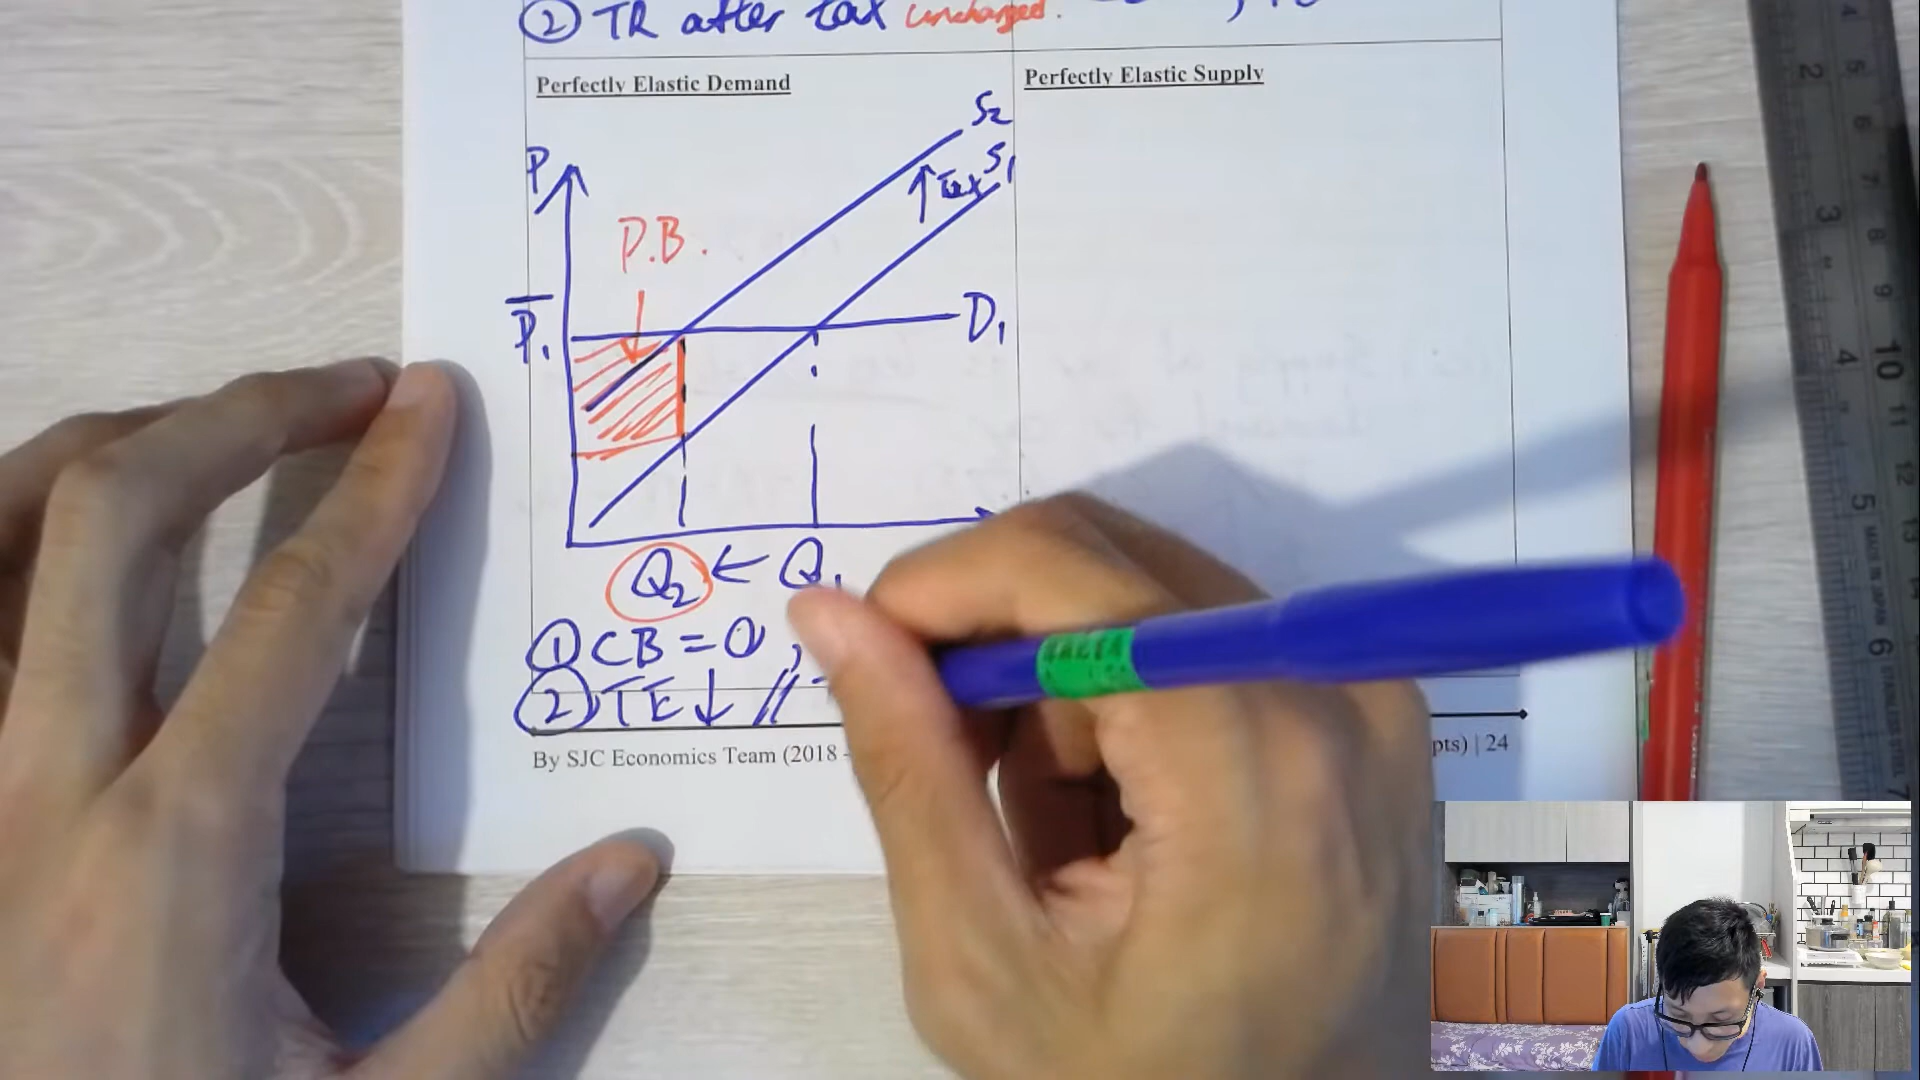 ② TR after tax unchanged.
Perfectly Elastic Demand
Perfectly Elastic Supply
S2
P
S1
Tax
P.B.
P1
D1
Q2 ← Q1
① CB = 0 ,
② TE ↓ //
By SJC Economics Team (2018 -
pts) | 24